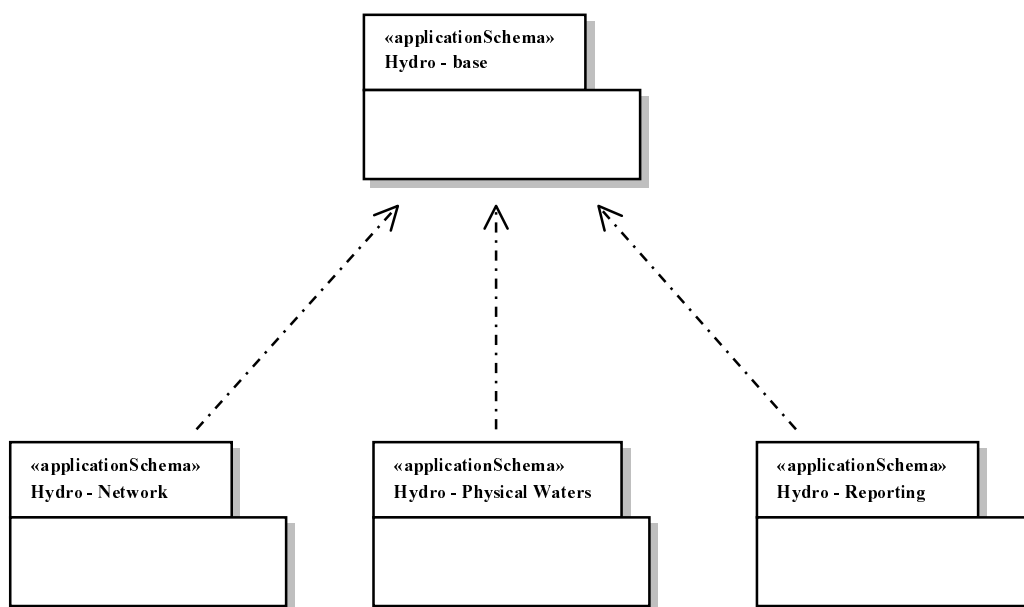 «applicationSchema»
Hydro - base
«applicationSchema»
Hydro - Network
«applicationSchema»
Hydro - Physical Waters
«applicationSchema»
Hydro - Reporting